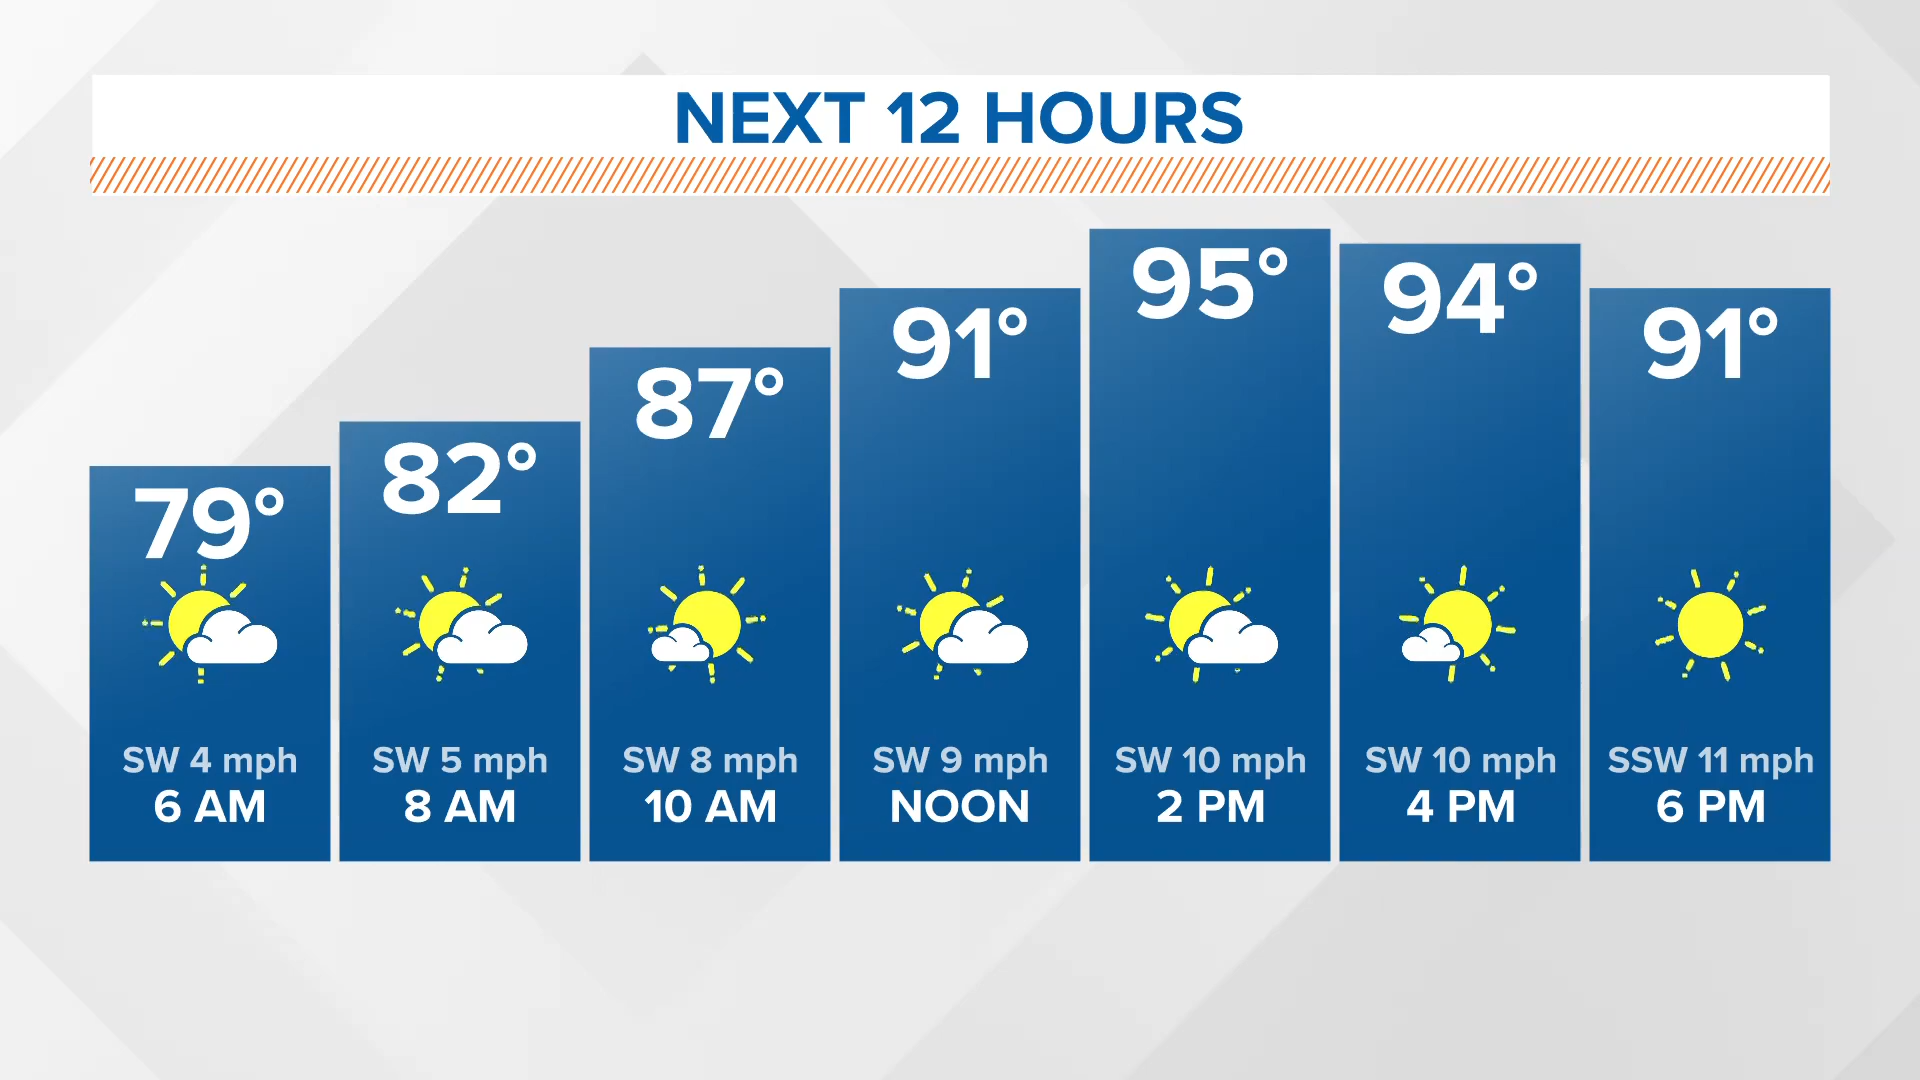 NEXT 12 HOURS
79°
SW 4 mph
6 AM
82°
SW 5 mph
8 AM
87°
SW 8 mph
10 AM
91°
SW 9 mph
NOON
95°
SW 10 mph
2 PM
94°
SW 10 mph
4 PM
91°
SSW 11 mph
6 PM